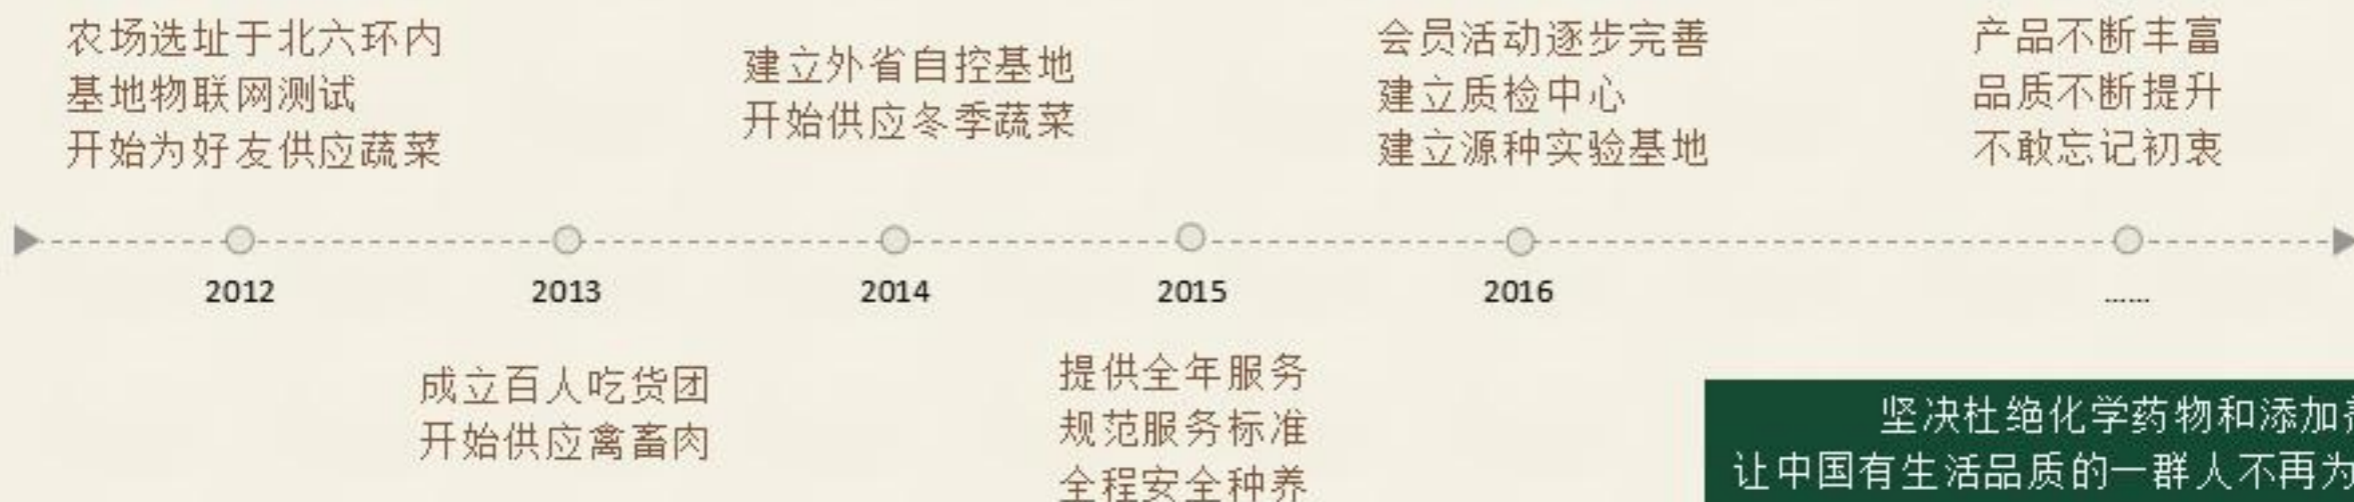 农场选址于北六环内
基地物联网测试
开始为好友供应蔬菜
建立外省自控基地
开始供应冬季蔬菜
会员活动逐步完善
建立质检中心
建立源种实验基地
产品不断丰富
品质不断提升
不敢忘记初衷
2012
2013
2014
2015
2016
......
成立百人吃货团
开始供应禽畜肉
提供全年服务
规范服务标准
全程安全种养
坚决杜绝化学药物和添加
让中国有生活品质的一群人不再为